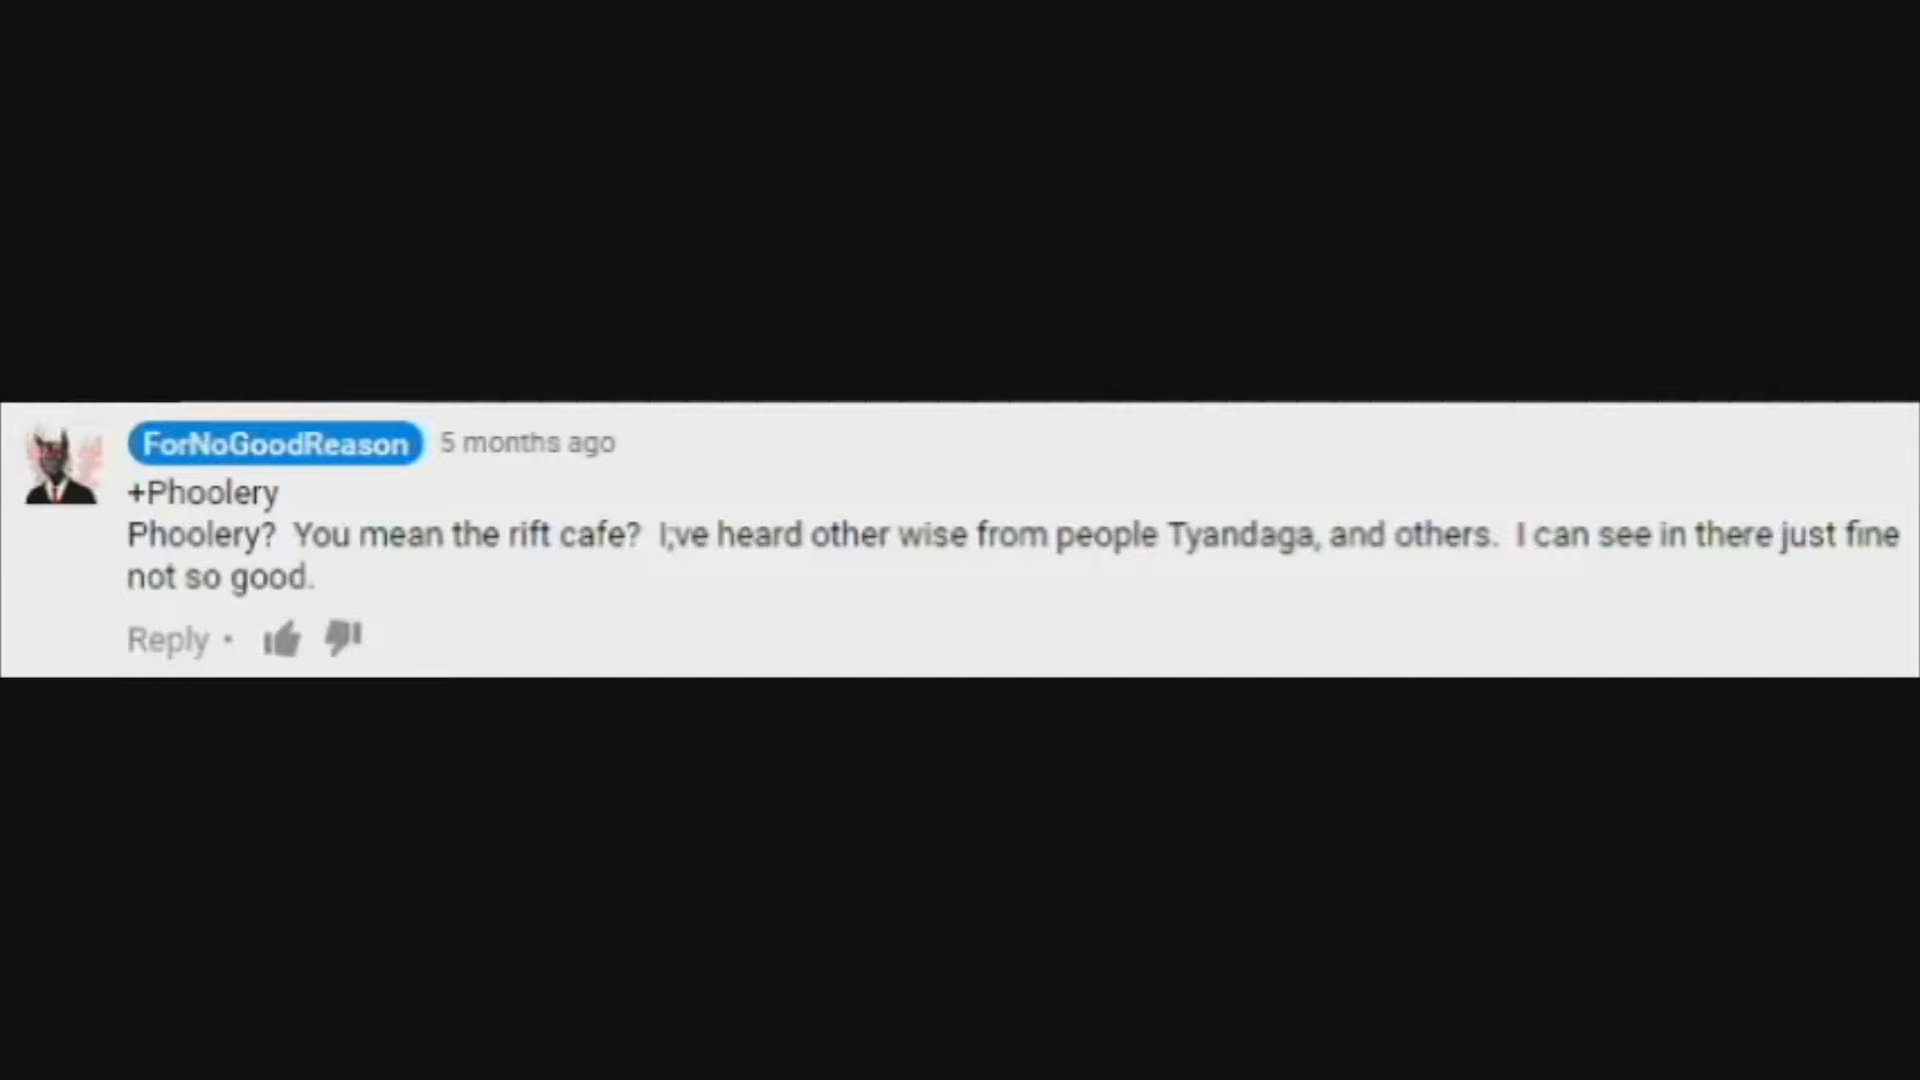 ForNoGoodReason 5 months ago
+Phoolery
Phoolery?  You mean the rift cafe?  I;ve heard other wise from people Tyandaga, and others.  I can see in there just fine
not so good.
Reply •